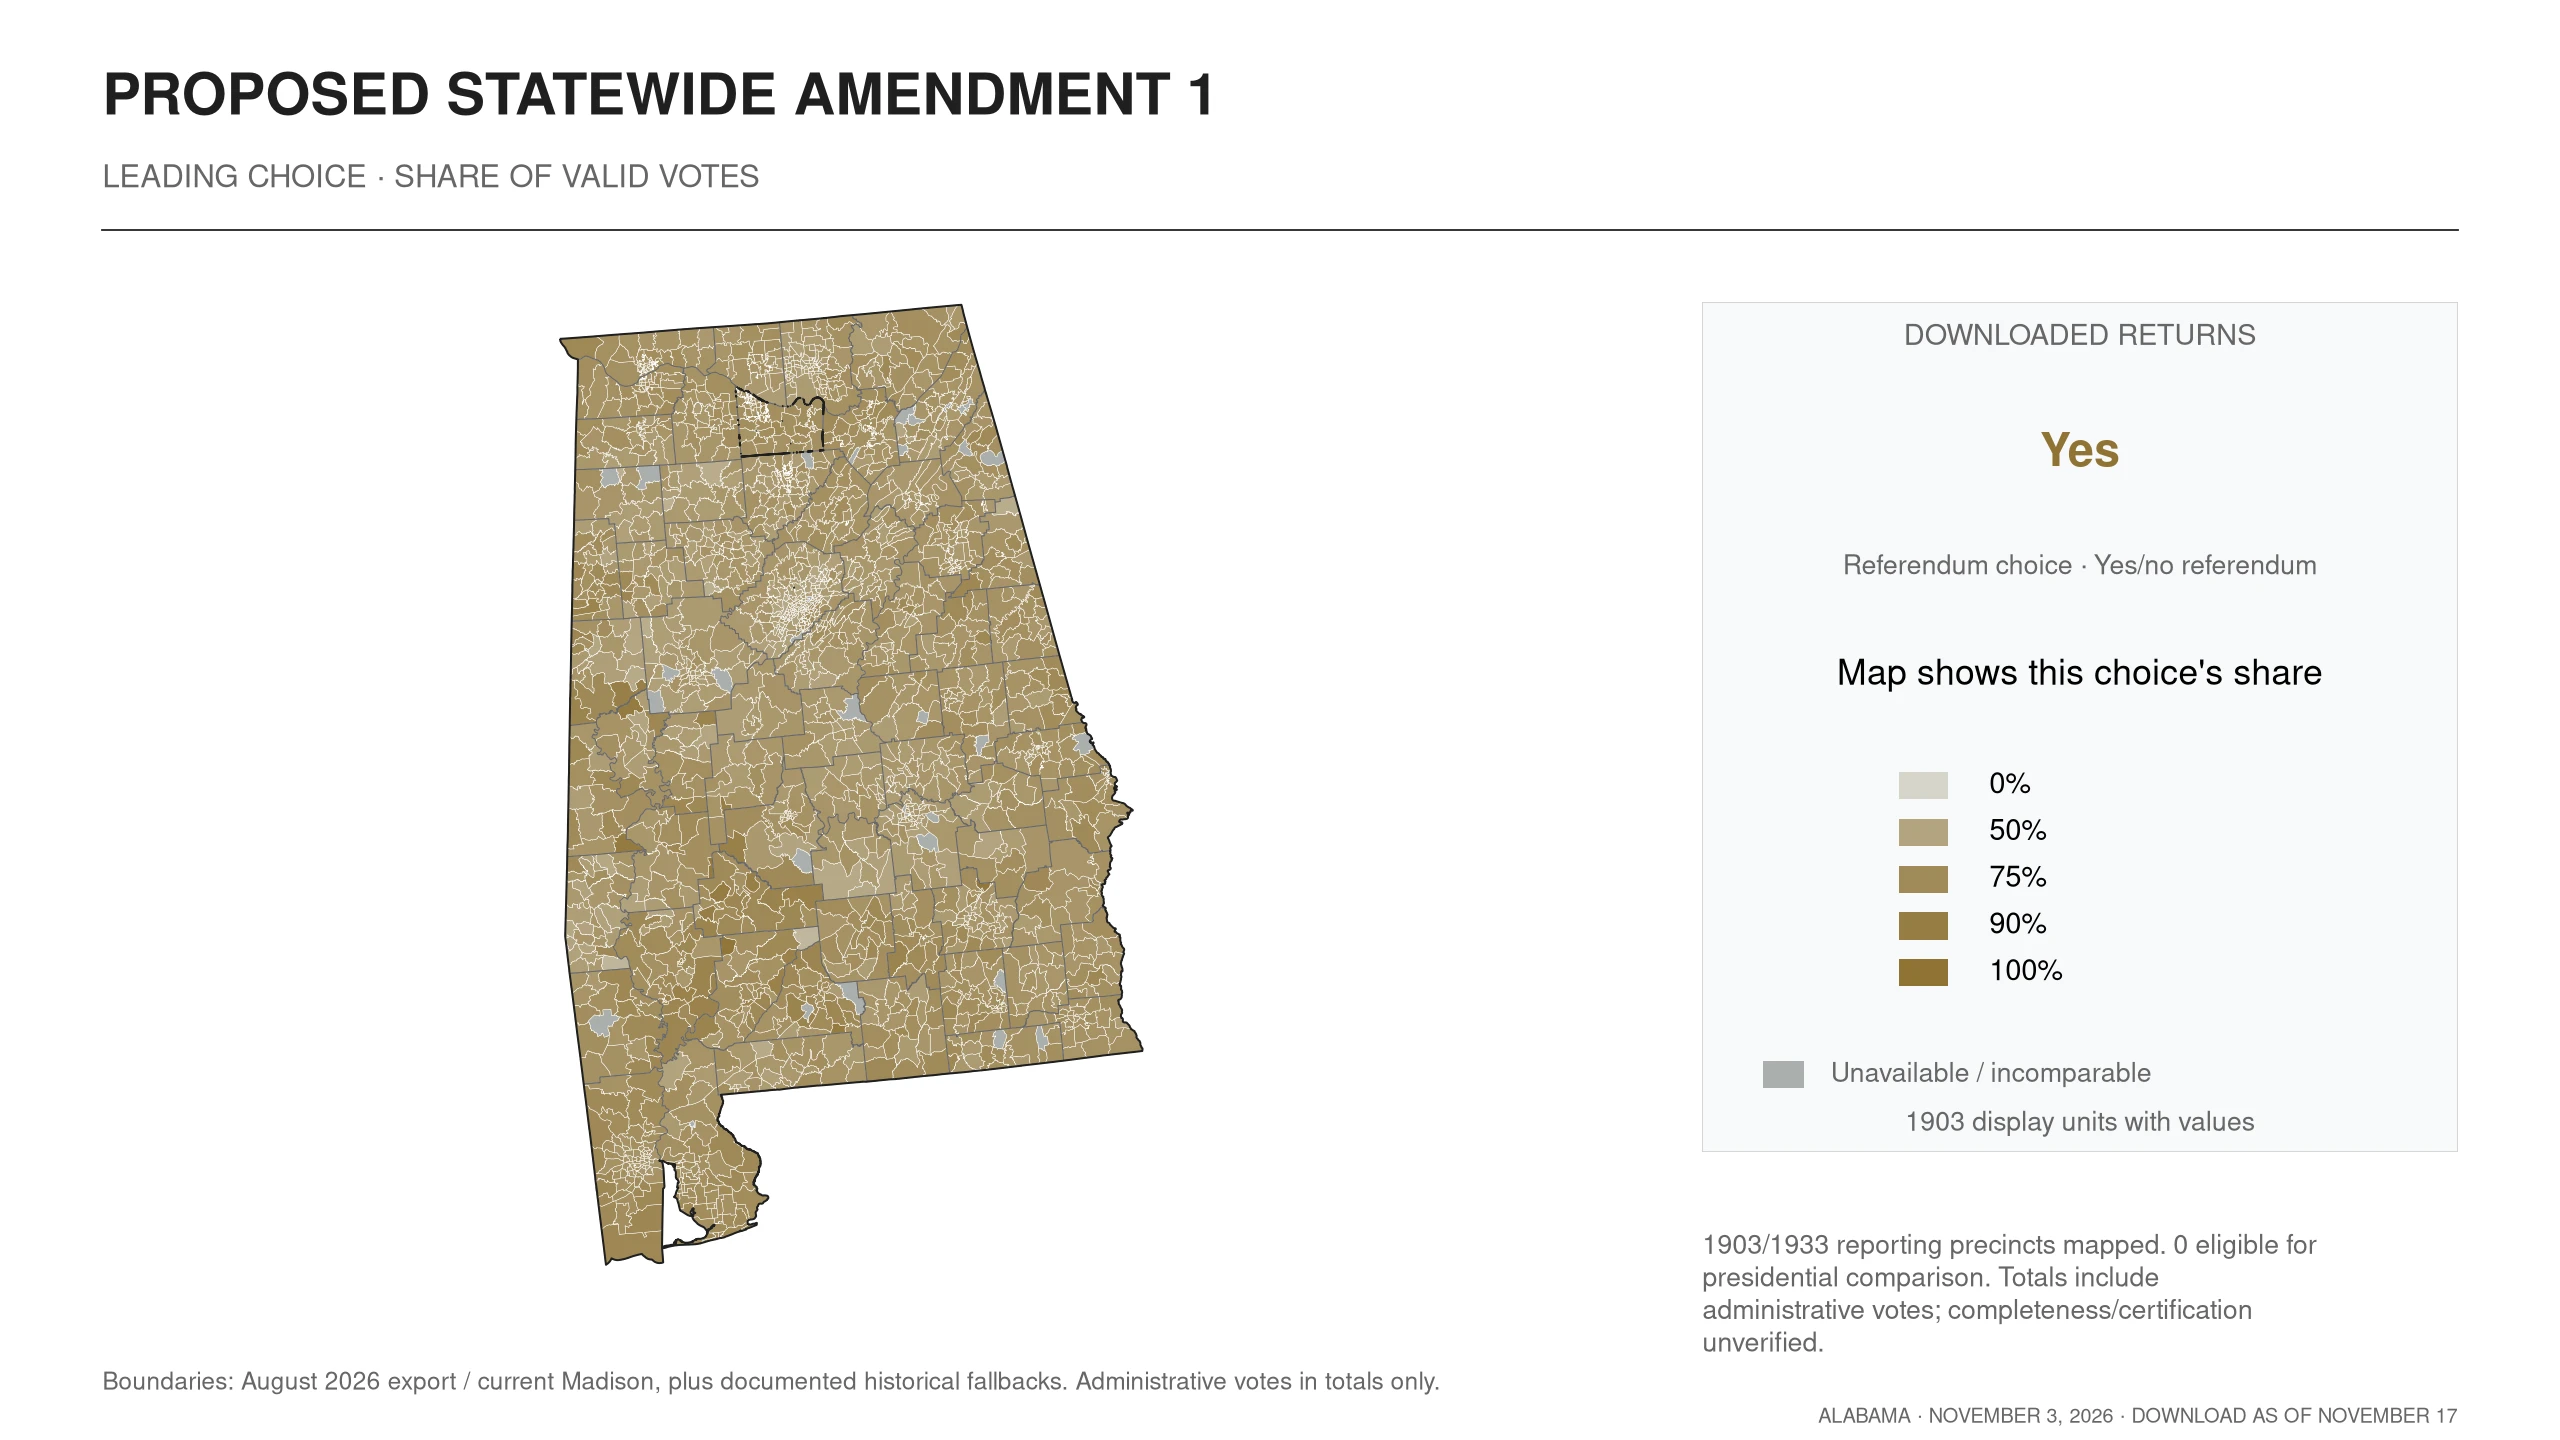 PROPOSED STATEWIDE AMENDMENT 1
LEADING CHOICE · SHARE OF VALID VOTES
DOWNLOADED RETURNS
Yes
Referendum choice · Yes/no referendum
Map shows this choice's share
0%
50%
75%
90%
100%
Unavailable / incomparable
1903 display units with values
1903/1933 reporting precincts mapped. 0 eligible for
presidential comparison. Totals include
administrative votes; completeness/certification
unverified.
Boundaries: August 2026 export / current Madison, plus documented historical fallbacks. Administrative votes in totals only.
ALABAMA · NOVEMBER 3, 2026 · DOWNLOAD AS OF NOVEMBER 17